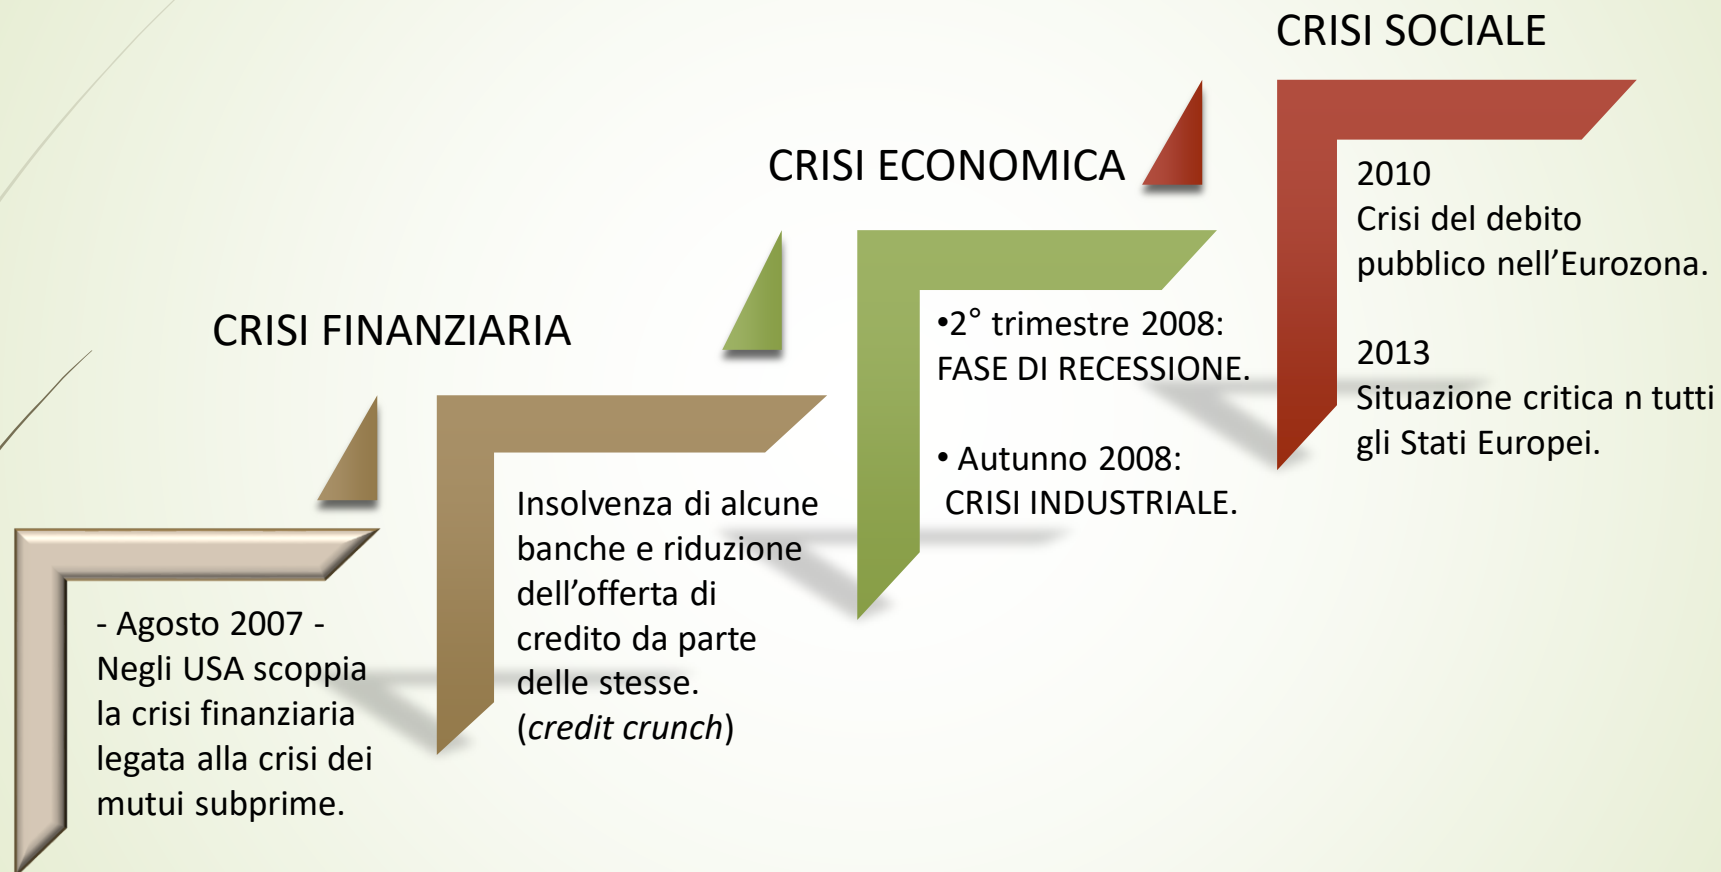 - Agosto 2007 -
Negli USA scoppia
la crisi finanziaria
legata alla crisi dei
mutui subprime.
CRISI FINANZIARIA
Insolvenza di alcune
banche e riduzione
dell’offerta di
credito da parte
delle stesse.
(credit crunch)
CRISI ECONOMICA
•2° trimestre 2008:
FASE DI RECESSIONE.
• Autunno 2008:
CRISI INDUSTRIALE.
CRISI SOCIALE
2010
Crisi del debito
pubblico nell’Eurozona.
2013
Situazione critica n tutti
gli Stati Europei.